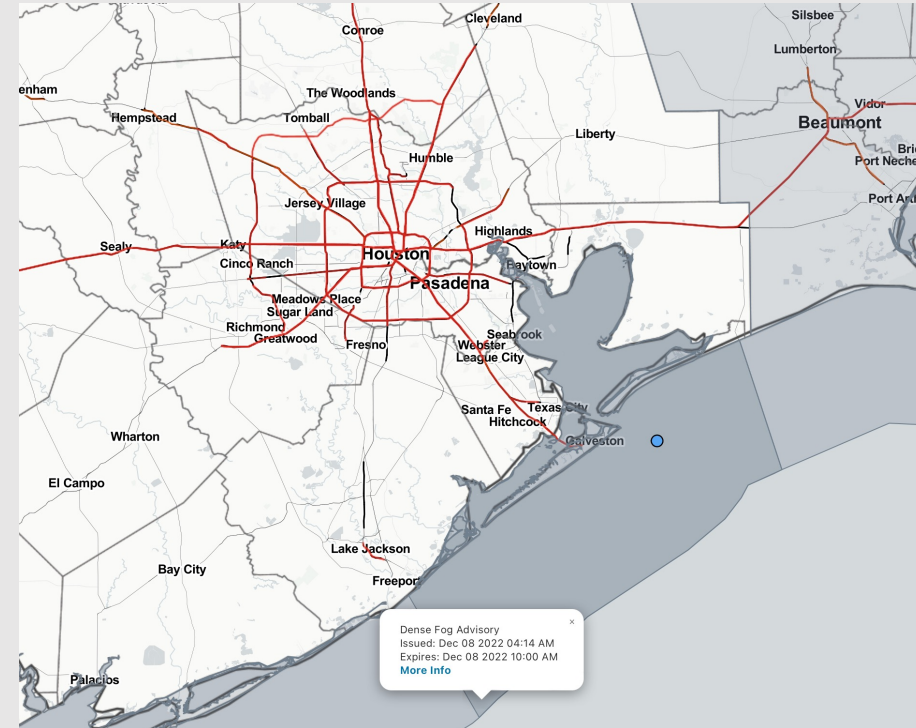 Cleveland
Silsbee
Conroe
Lumberton
enham
The Woodlands
Hempstead
Tomball
Vidor
Beaumont
Liberty
Humble
Bri
Port Neche
Jersey Village
Port Art
Highlands
Sealy
Katy
Houston
Cinco Ranch
Baytown
Pasadena
Meadows Place
Sugar Land
Richmond
Greatwood
Fresno
Seabrook
Webster
League City
Santa Fe
Texas City
Hitchcock
Galveston
Wharton
El Campo
Lake Jackson
Bay City
Freeport
Palacios
×
Dense Fog Advisory
Issued: Dec 08 2022 04:14 AM
Expires: Dec 08 2022 10:00 AM
More Info